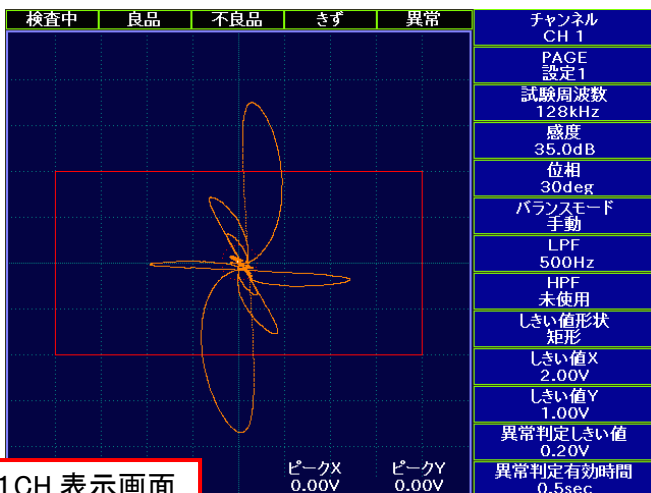 検査中 良品 不良品 きず 異常
チャンネル
CH 1
PAGE
設定1
試験周波数
128kHz
感度
35.0dB
位相
30deg
バランスモード
手動
LPF
500Hz
HPF
未使用
しきい値形状
矩形
しきい値X
2.00V
しきい値Y
1.00V
異常判定しきい値
0.20V
異常判定有効時間
0.5sec
ピークX
0.00V
ピークY
0.00V
1CH 表示画面